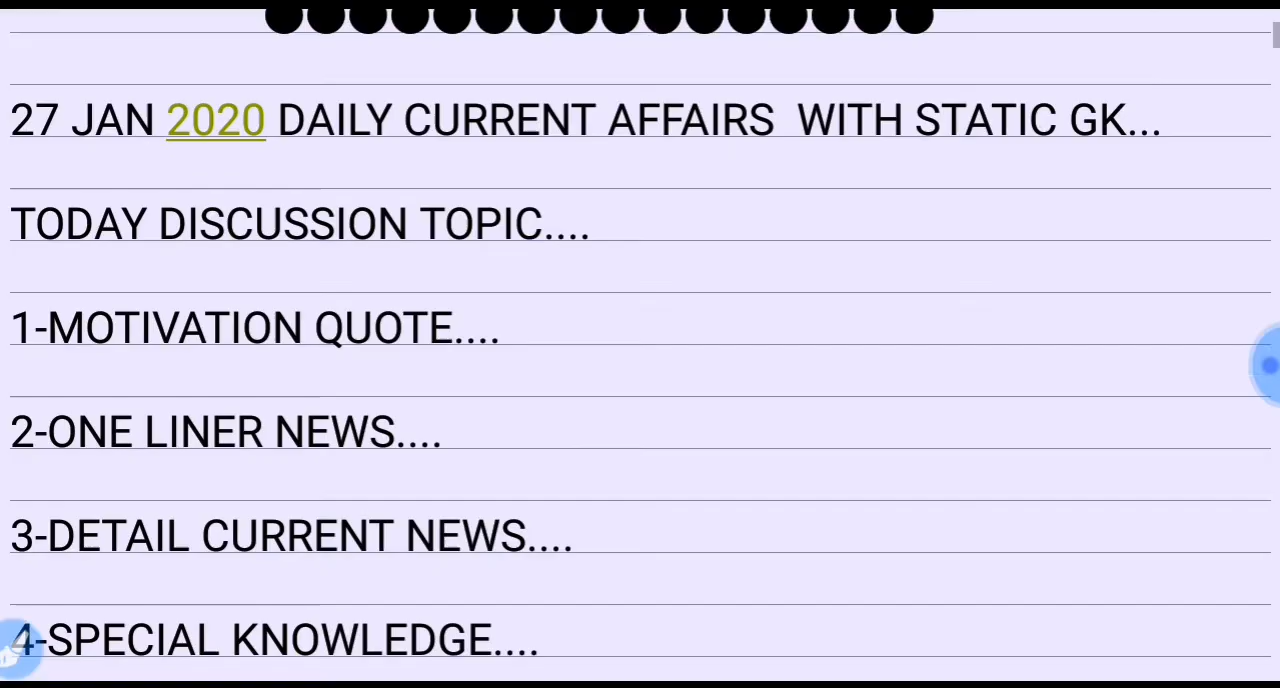 27 JAN 2020 DAILY CURRENT AFFAIRS  WITH STATIC GK...
TODAY DISCUSSION TOPIC....
1-MOTIVATION QUOTE....
2-ONE LINER NEWS....
3-DETAIL CURRENT NEWS....
4-SPECIAL KNOWLEDGE....